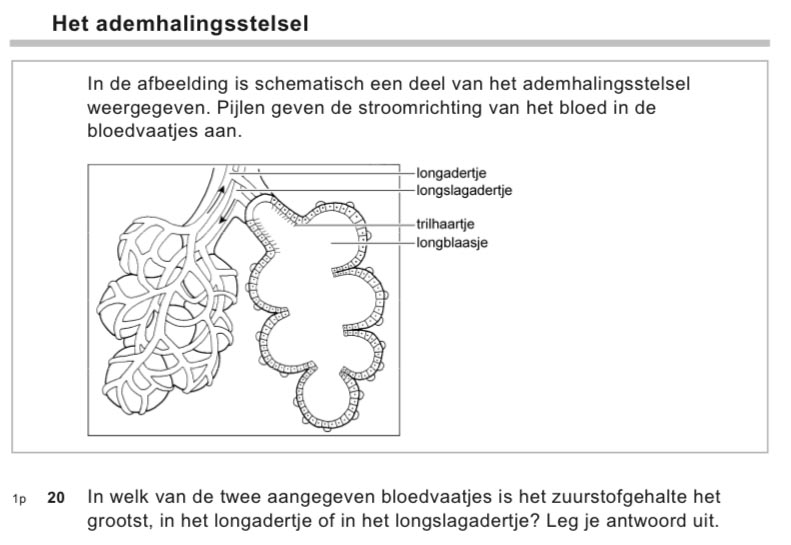 Het ademhalingsstelsel
In de afbeelding is schematisch een deel van het ademhalingsstelsel
weergegeven. Pijlen geven de stroomrichting van het bloed in de
bloedvaatjes aan.
longadertje
longslagadertje
trilhaartje
longblaasje
1p 20 In welk van de twee aangegeven bloedvaatjes is het zuurstofgehalte het
grootst, in het longadertje of in het longslagadertje? Leg je antwoord uit.